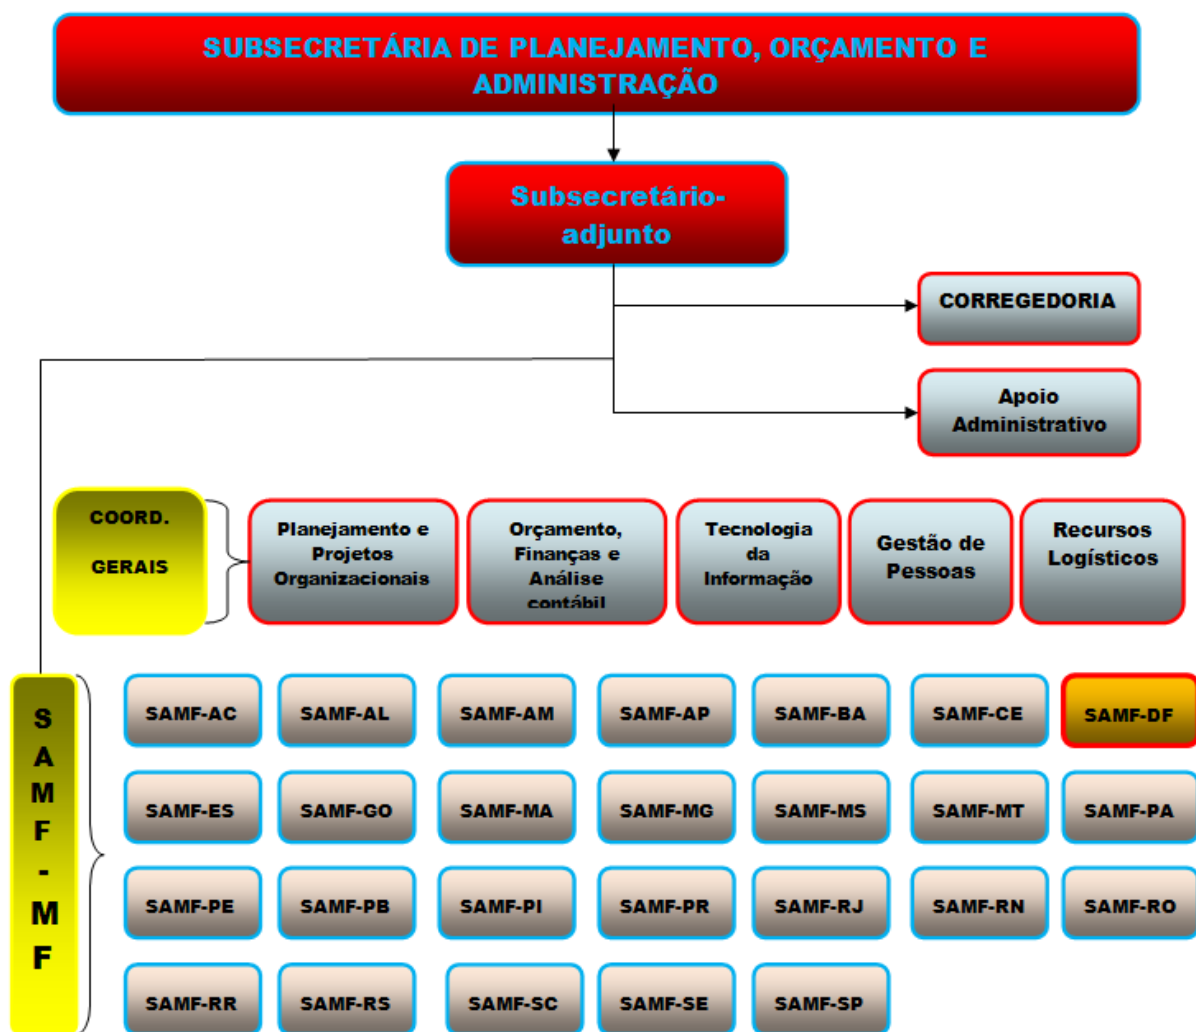 SUBSECRETÁRIA DE PLANEJAMENTO, ORÇAMENTO E
ADMINISTRAÇÃO
Subsecretário-
adjunto
CORREGEDORIA
Apoio
Administrativo
COORD.
GERAIS
Planejamento e
Projetos
Organizacionais
Orçamento,
Finanças e
Análise
contábil
Tecnologia
da
Informação
Gestão de
Pessoas
Recursos
Logísticos
S
A
M
F
-
M
F
SAMF-AC
SAMF-AL
SAMF-AM
SAMF-AP
SAMF-BA
SAMF-CE
SAMF-DF
SAMF-ES
SAMF-GO
SAMF-MA
SAMF-MG
SAMF-MS
SAMF-MT
SAMF-PA
SAMF-PE
SAMF-PB
SAMF-PI
SAMF-PR
SAMF-RJ
SAMF-RN
SAMF-RO
SAMF-RR
SAMF-RS
SAMF-SC
SAMF-SE
SAMF-SP